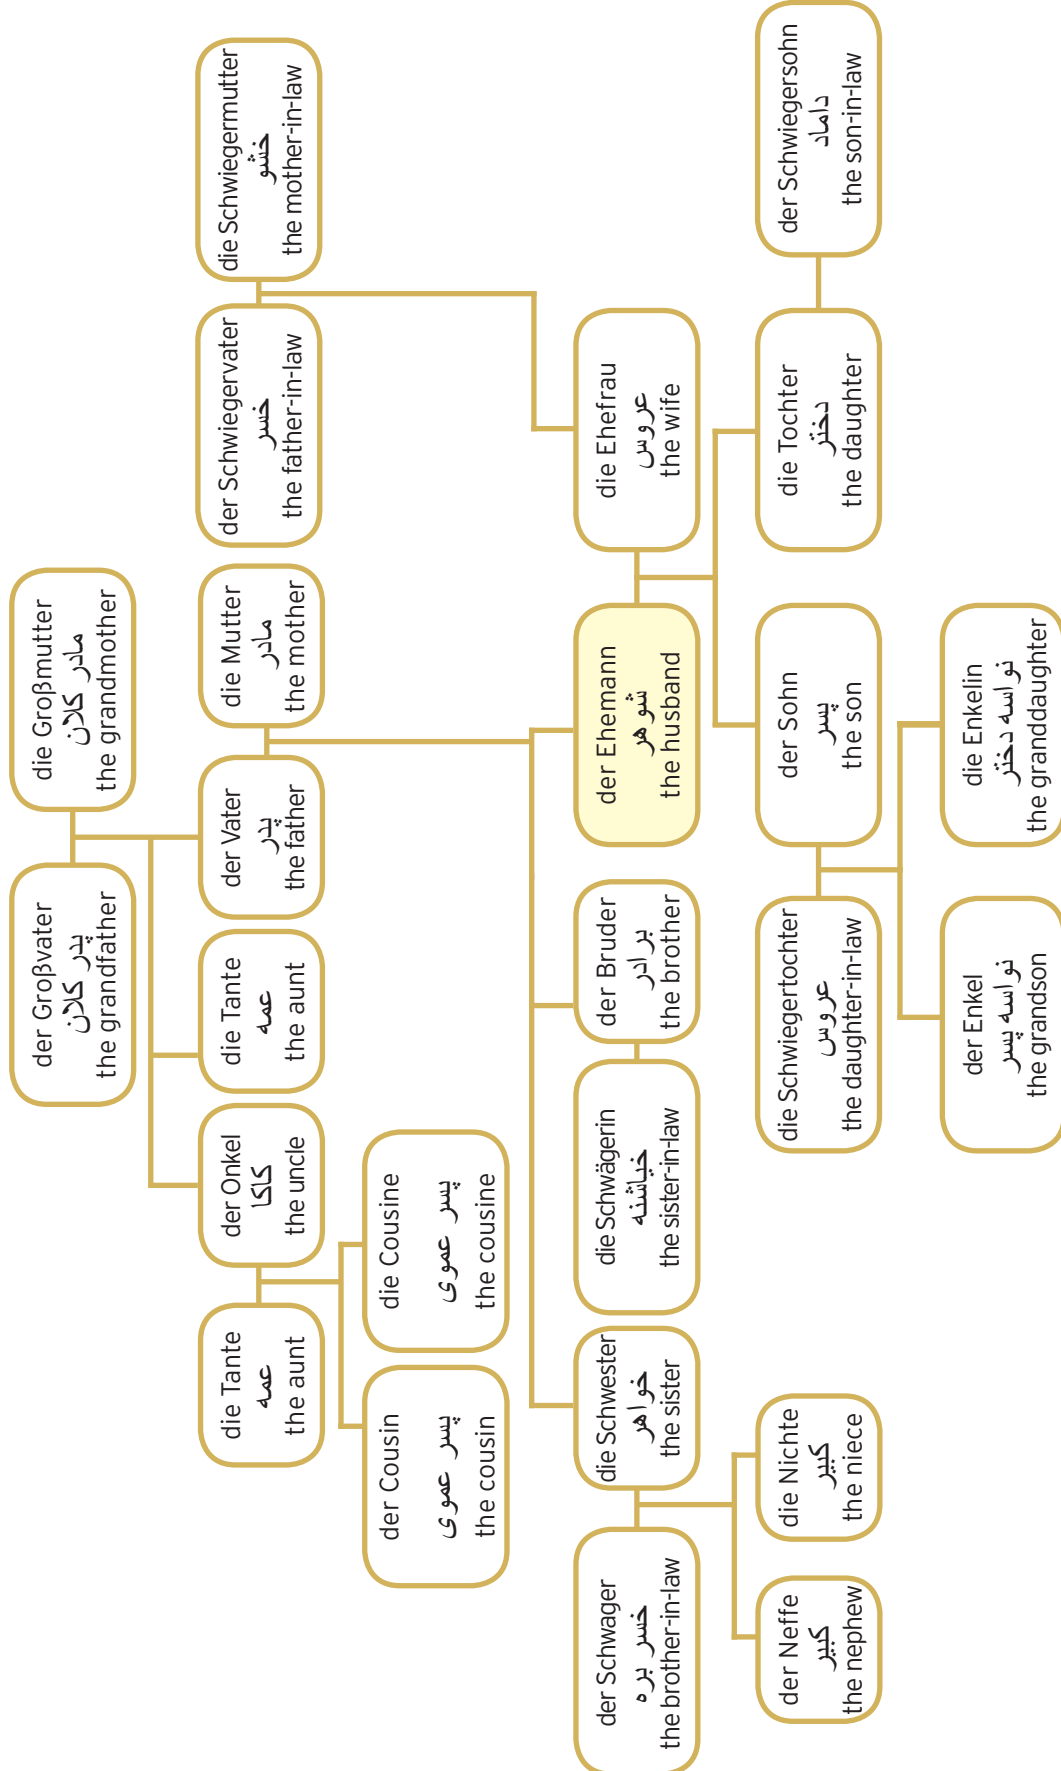 der Großvater
پدر کلان
the grandfather
die Großmutter
مادر کلان
the grandmother
die Tante
عمه
the aunt
der Onkel
کاکا
the uncle
die Tante
عمه
the aunt
der Vater
پدر
the father
die Mutter
مادر
the mother
der Schwiegervater
خسر
the father-in-law
die Schwiegermutter
خشو
the mother-in-law
der Cousin
پسر عموی
the cousin
die Cousine
پسر عموی
the cousine
der Schwager
خسر بره
the brother-in-law
die Schwester
خواهر
the sister
die Schwägerin
خیاشنه
the sister-in-law
der Bruder
برادر
the brother
der Ehemann
شوهر
the husband
die Ehefrau
عروس
the wife
der Neffe
کبیر
the nephew
die Nichte
کبیر
the niece
die Schwiegertochter
عروس
the daughter-in-law
der Sohn
پسر
the son
die Tochter
دختر
the daughter
der Schwiegersohn
داماد
the son-in-law
der Enkel
نواسه پسر
the grandson
die Enkelin
نواسه دختر
the granddaughter